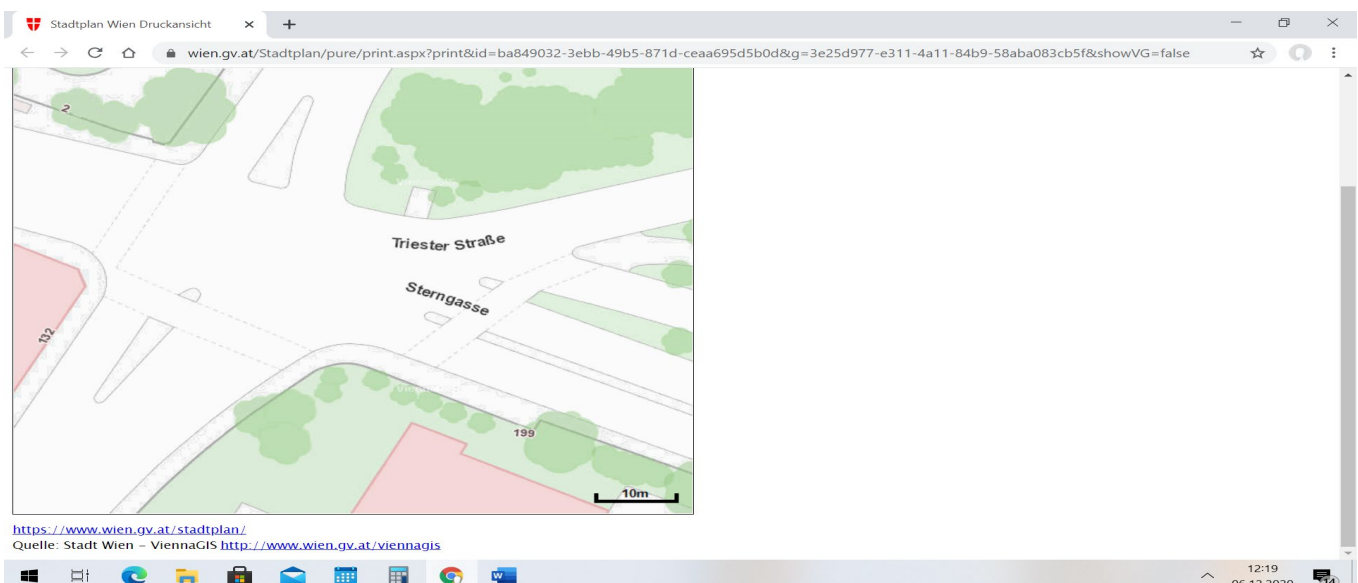 Stadtplan Wien Druckansicht
wien.gv.at/Stadtplan/pure/print.aspx?print&id=ba849032-3ebb-49b5-871d-ceaa695d5b0d&g=3e25d977-e311-4a11-84b9-58aba083cb5f&showVG=false
2
Triester Straße
Sterngasse
132
199
10m
https://www.wien.gv.at/stadtplan/
Quelle: Stadt Wien – ViennaGIS http://www.wien.gv.at/viennagis
12:19